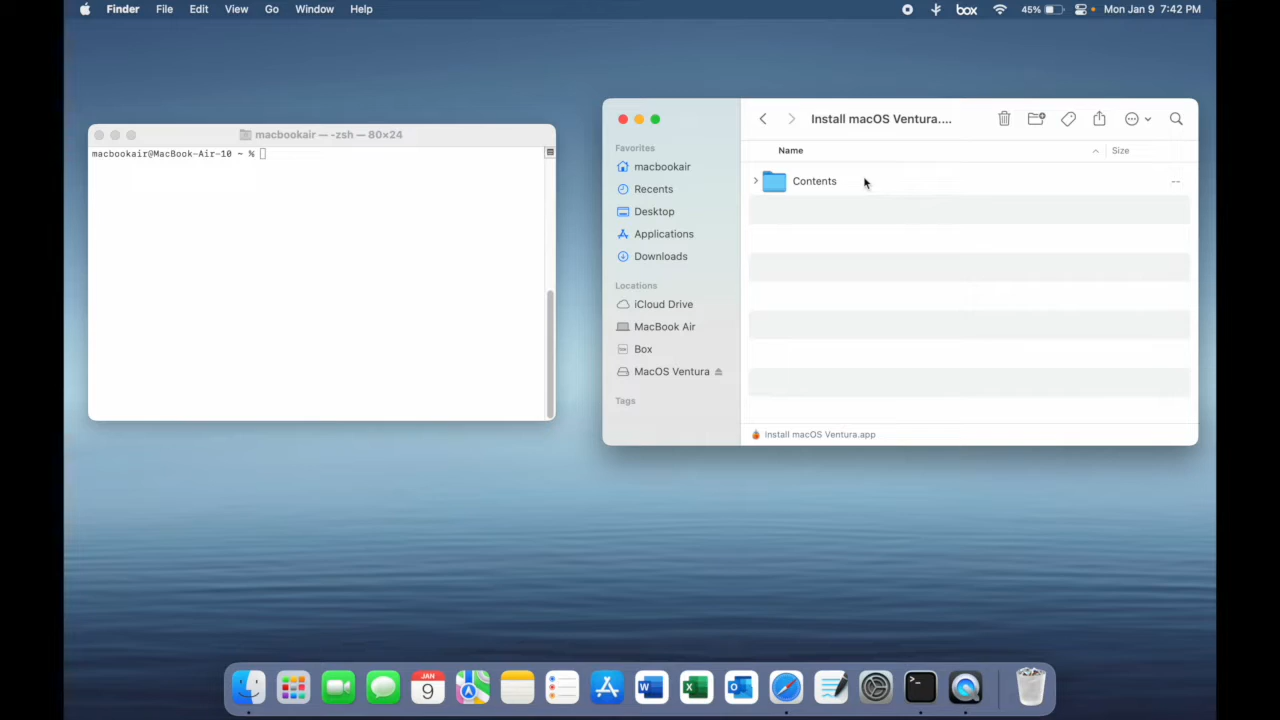 Finder File Edit View Go Window Help
box 45% Mon Jan 9 7:42 PM
macbookair — -zsh — 80×24
macbookair@MacBook-Air-10 ~ %
Install macOS Ventura....
Name Size
Contents --
Favorites
macbookair
Recents
Desktop
Applications
Downloads
Locations
iCloud Drive
MacBook Air
Box
MacOS Ventura
Tags
Install macOS Ventura.app
JAN
9